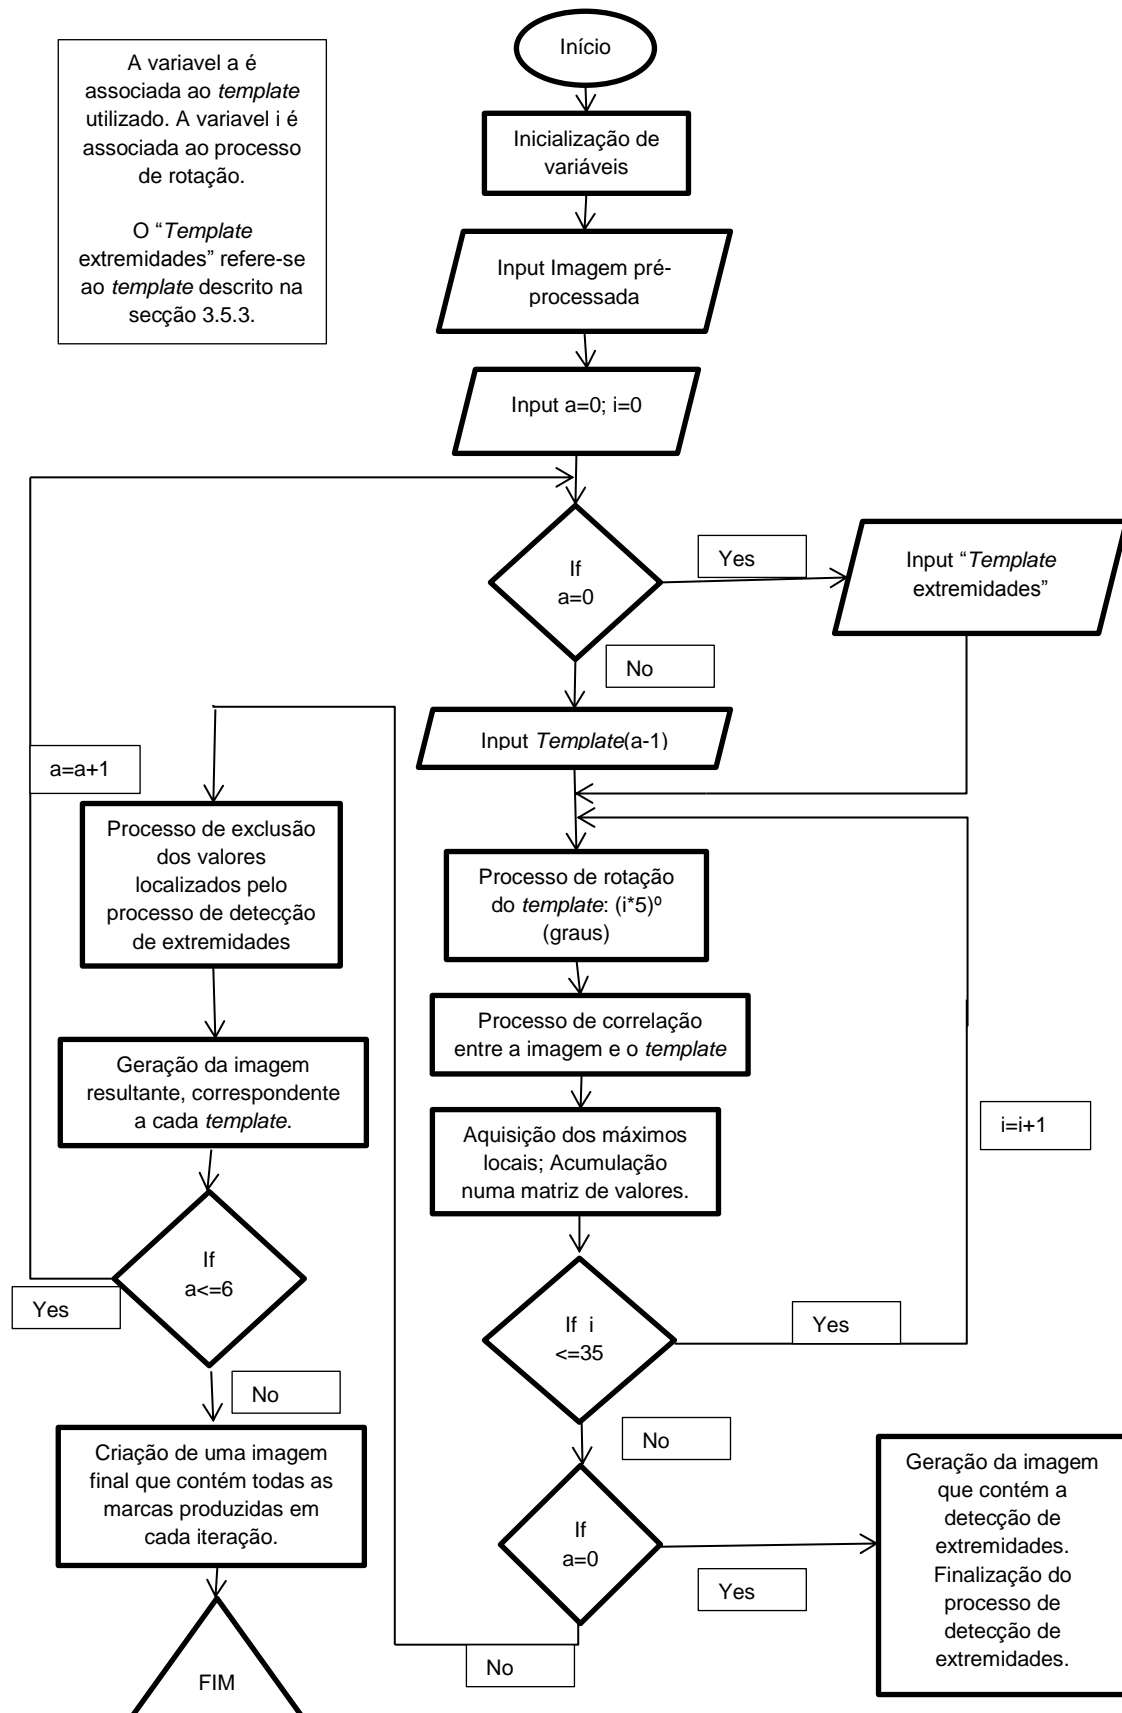 A variavel a é
associada ao template
utilizado. A variavel i é
associada ao processo
de rotação.
O “Template
extremidades” refere-se
ao template descrito na
secção 3.5.3.
Início
Inicialização de
variáveis
Input Imagem pré-
processada
Input a=0; i=0
If
a=0
Yes
Input “Template
extremidades”
No
Input Template(a-1)
a=a+1
Processo de exclusão
dos valores
localizados pelo
processo de detecção
de extremidades
Processo de rotação
do template: (i*5)º
(graus)
Processo de correlação
entre a imagem e o template
Geração da imagem
resultante, correspondente
a cada template.
Aquisição dos máximos
locais; Acumulação
numa matriz de valores.
i=i+1
If
a<=6
Yes
If i
<=35
Yes
No
No
Criação de uma imagem
final que contém todas as
marcas produzidas em
cada iteração.
If
a=0
Yes
Geração da imagem
que contém a
detecção de
extremidades.
Finalização do
processo de
detecção de
extremidades.
No
FIM